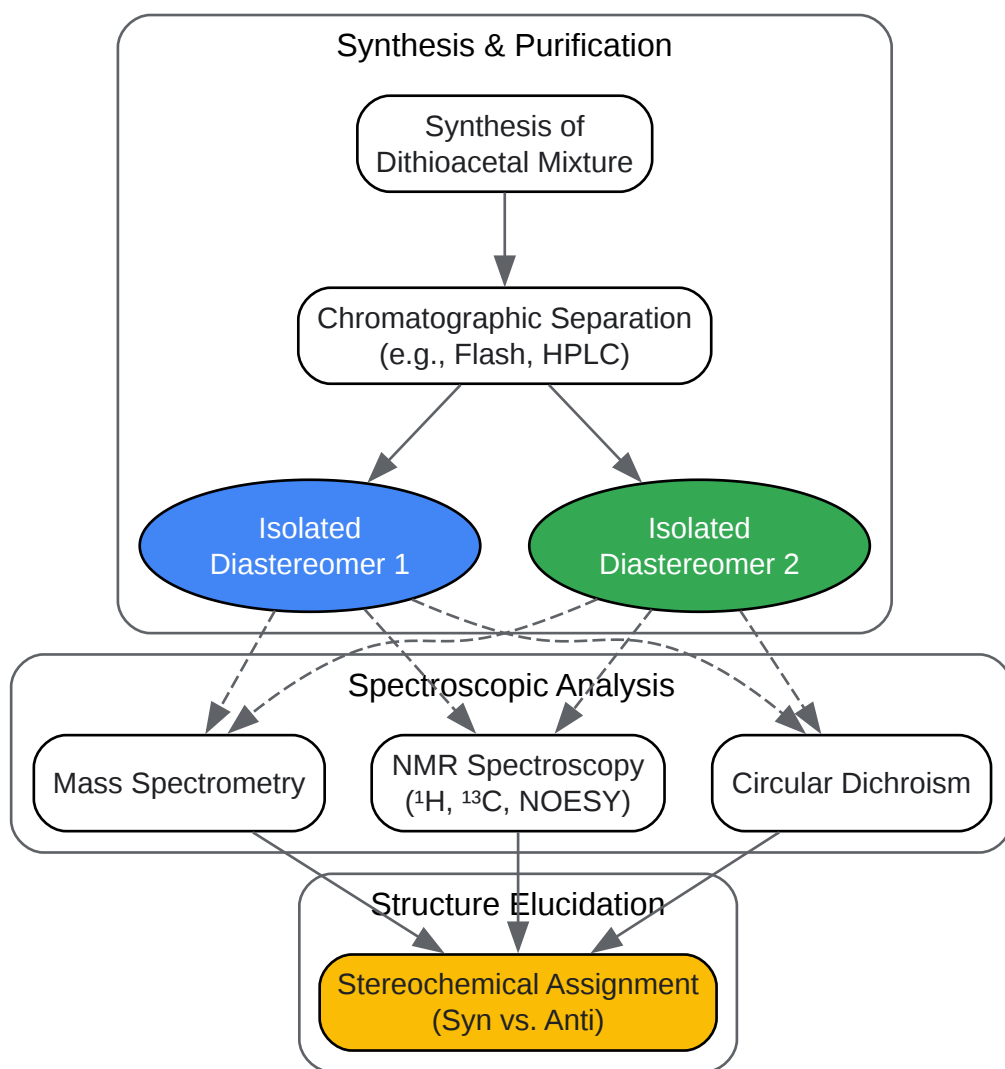 Synthesis & Purification
Synthesis of
Dithioacetal Mixture
Chromatographic Separation
(e.g., Flash, HPLC)
Isolated
Diastereomer 1
Isolated
Diastereomer 2
Spectroscopic Analysis
Mass Spectrometry
NMR Spectroscopy
(¹H, ¹³C, NOESY)
Circular Dichroism
Structure Elucidation
Stereochemical Assignment
(Syn vs. Anti)